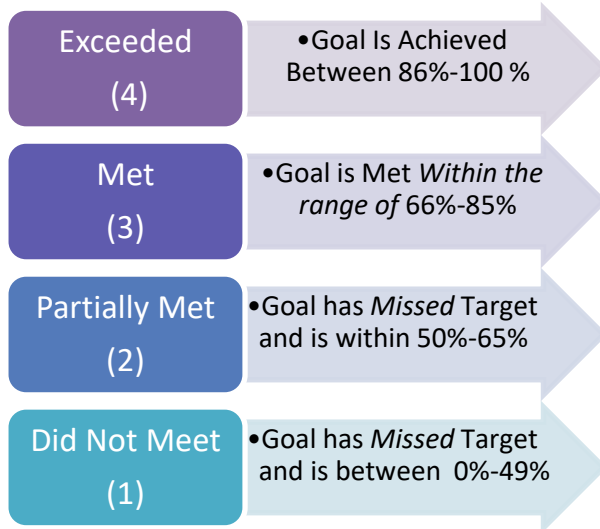 Exceeded
(4)
•Goal Is Achieved
Between 86%-100 %
Met
(3)
•Goal is Met Within the
range of 66%-85%
Partially Met
(2)
•Goal has Missed Target
and is within 50%-65%
Did Not Meet
(1)
•Goal has Missed Target
and is between 0%-49%